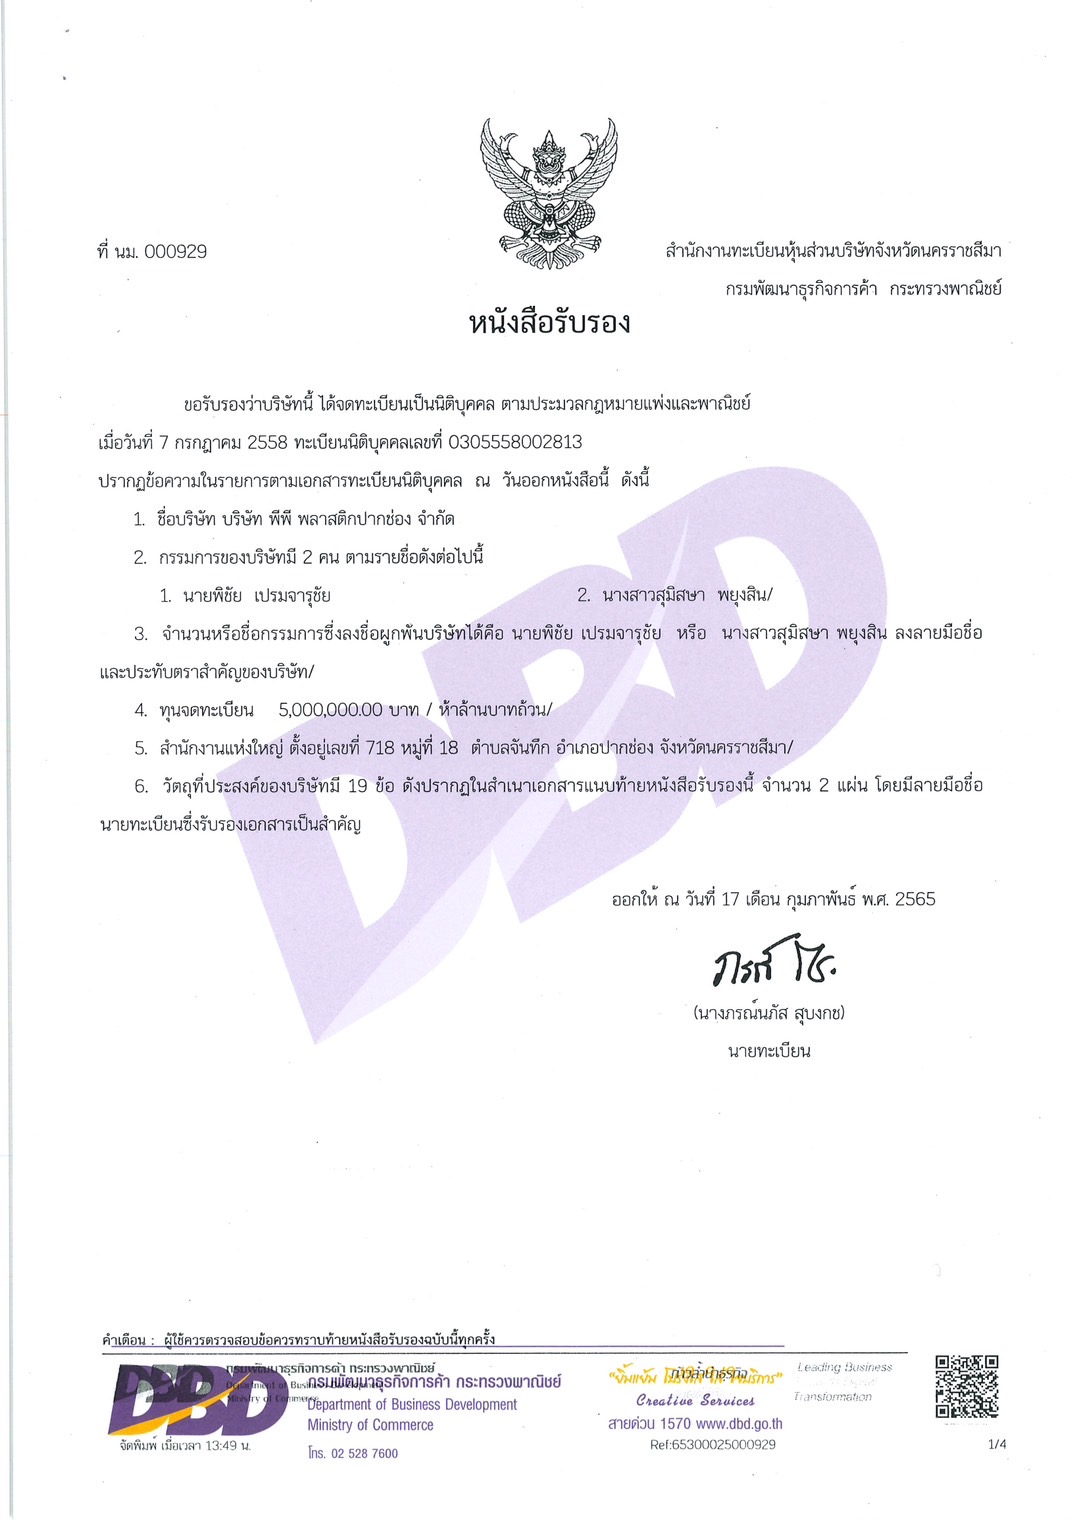 ที่ นม. 000929
สำนักงานทะเบียนหุ้นส่วนบริษัทจังหวัดนครราชสีมา
กรมพัฒนาธุรกิจการค้า กระทรวงพาณิชย์
หนังสือรับรอง
ขอรับรองว่าบริษัทนี้ ได้จดทะเบียนเป็นนิติบุคคล ตามประมวลกฎหมายแพ่งและพาณิชย์
เมื่อวันที่ 7 กรกฎาคม 2558 ทะเบียนนิติบุคคลเลขที่ 0305558002813
ปรากฏข้อความในรายการตามเอกสารทะเบียนนิติบุคคล ณ วันออกหนังสือนี้ ดังนี้
1. ชื่อบริษัท บริษัท พีพี พลาสติกปากช่อง จำกัด
2. กรรมการของบริษัทมี 2 คน ตามรายชื่อดังต่อไปนี้
1. นายพิชัย เปรมจารุชัย 2. นางสาวสุมิสษา พยุงสิน/
3. จำนวนหรือชื่อกรรมการซึ่งลงชื่อผูกพันบริษัทได้คือ นายพิชัย เปรมจารุชัย หรือ นางสาวสุมิสษา พยุงสิน ลงลายมือชื่อ
และประทับตราสำคัญของบริษัท/
4. ทุนจดทะเบียน 5,000,000.00 บาท / ห้าล้านบาทถ้วน/
5. สำนักงานแห่งใหญ่ ตั้งอยู่เลขที่ 718 หมู่ที่ 18 ตำบลจันทึก อำเภอปากช่อง จังหวัดนครราชสีมา/
6. วัตถุที่ประสงค์ของบริษัทมี 19 ข้อ ดังปรากฏในสำเนาเอกสารแนบท้ายหนังสือรับรองนี้ จำนวน 2 แผ่น โดยมีลายมือชื่อ
นายทะเบียนซึ่งรับรองเอกสารเป็นสำคัญ
DBD
ออกให้ ณ วันที่ 17 เดือน กุมภาพันธ์ พ.ศ. 2565
(นางภรณ์นภัส สุบงกช)
นายทะเบียน
คำเตือน : ผู้ใช้ควรตรวจสอบข้อควรทราบท้ายหนังสือรับรองฉบับนี้ทุกครั้ง
DBD
กรมพัฒนาธุรกิจการค้า กระทรวงพาณิชย์
กรมพัฒนาธุรกิจการค้า กระทรวงพาณิชย์
Department of Business Development
Ministry of Commerce
โทร. 02 528 7600
จัดพิมพ์ เมื่อเวลา 13:49 น.
Creative Services
สายด่วน 1570 www.dbd.go.th
Ref:65300025000929
Leading Business
Transformation
1/4